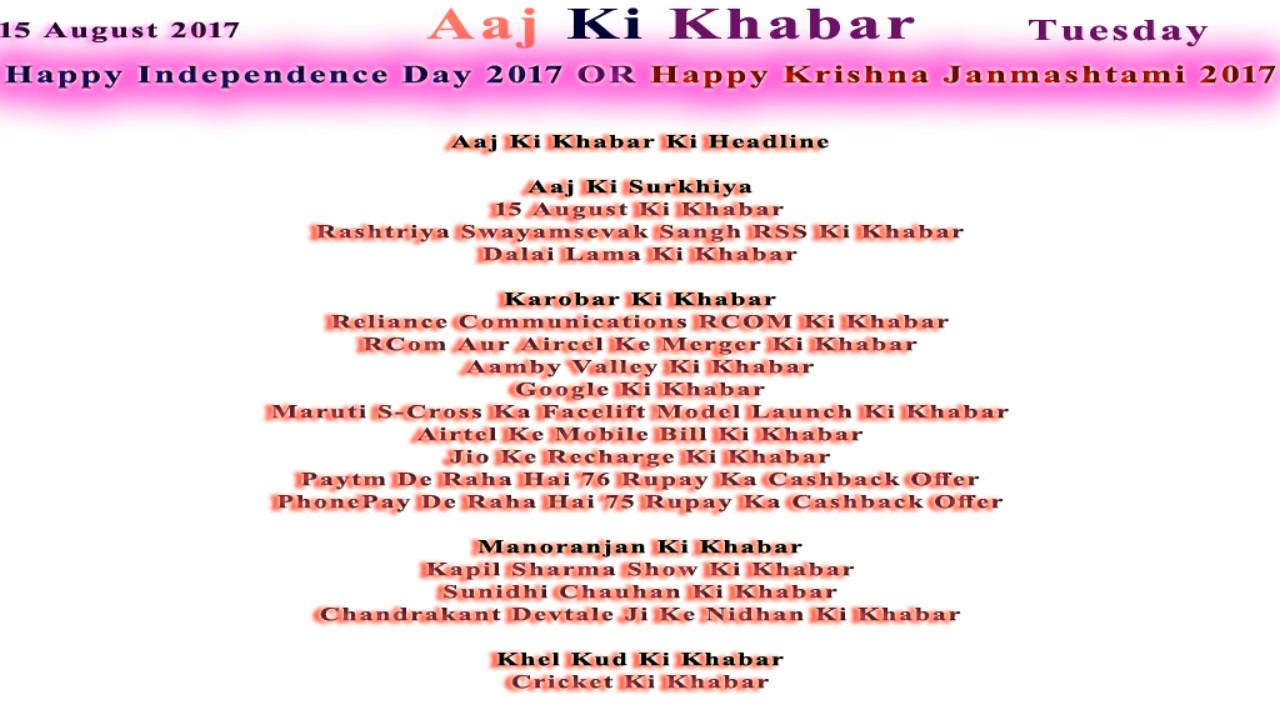 15 August 2017 Aaj Ki Khabar Tuesday
Happy Independence Day 2017 OR Happy Krishna Janmashtami 2017
Aaj Ki Khabar Ki Headline
Aaj Ki Surkhiya
15 August Ki Khabar
Rashtriya Swayamsevak Sangh RSS Ki Khabar
Dalai Lama Ki Khabar
Karobar Ki Khabar
Reliance Communications RCOM Ki Khabar
RCom Aur Aircel Ke Merger Ki Khabar
Aamby Valley Ki Khabar
Google Ki Khabar
Maruti S-Cross Ka Facelift Model Launch Ki Khabar
Airtel Ke Mobile Bill Ki Khabar
Jio Ke Recharge Ki Khabar
Paytm De Raha Hai 76 Rupay Ka Cashback Offer
PhonePay De Raha Hai 75 Rupay Ka Cashback Offer
Manoranjan Ki Khabar
Kapil Sharma Show Ki Khabar
Sunidhi Chauhan Ki Khabar
Chandrakant Devtale Ji Ke Nidhan Ki Khabar
Khel Kud Ki Khabar
Cricket Ki Khabar